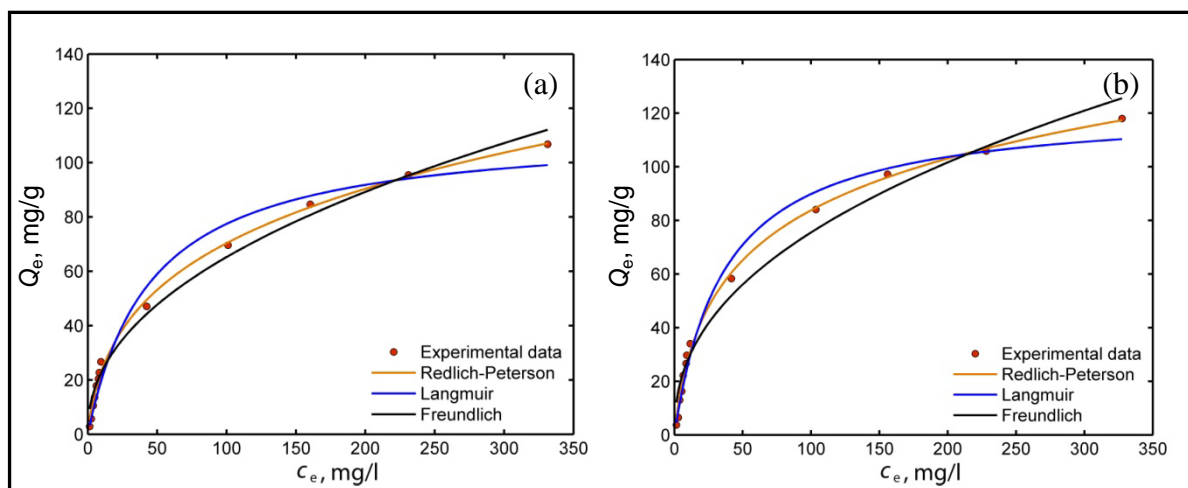 (a)
140
120
100
80
60
40
20
0
Qe, mg/g
0 50 100 150 200 250 300 350
ce, mg/l
Experimental data
Redlich-Peterson
Langmuir
Freundlich
(b)
140
120
100
80
60
40
20
0
Qe, mg/g
0 50 100 150 200 250 300 350
ce, mg/l
Experimental data
Redlich-Peterson
Langmuir
Freundlich